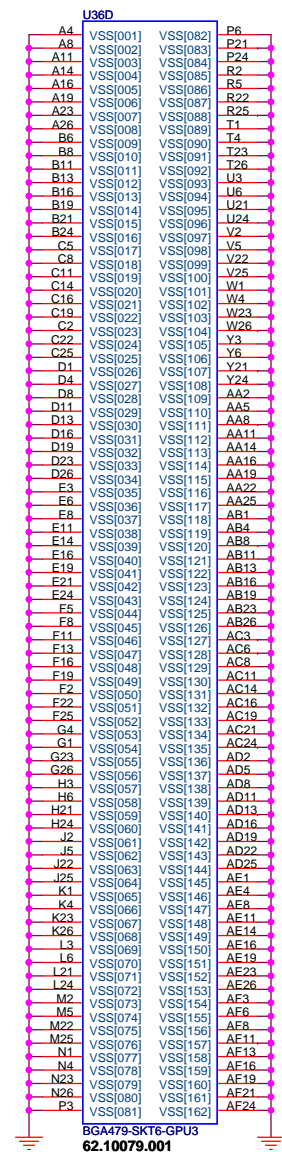 U36D
A4 VSS[001] VSS[082] P6
A8 VSS[002] VSS[083] P21
A11 VSS[003] VSS[084] P24
A14 VSS[004] VSS[085] R2
A16 VSS[005] VSS[086] R5
A19 VSS[006] VSS[087] R22
A23 VSS[007] VSS[088] R25
A26 VSS[008] VSS[089] T1
B6 VSS[009] VSS[090] T4
B8 VSS[010] VSS[091] T23
B11 VSS[011] VSS[092] T26
B13 VSS[012] VSS[093] U3
B16 VSS[013] VSS[094] U6
B19 VSS[014] VSS[095] U21
B21 VSS[015] VSS[096] U24
B24 VSS[016] VSS[097] V2
C5 VSS[017] VSS[098] V5
C8 VSS[018] VSS[099] V22
C11 VSS[019] VSS[100] V25
C14 VSS[020] VSS[101] W1
C16 VSS[021] VSS[102] W4
C19 VSS[022] VSS[103] W23
C2 VSS[023] VSS[104] W26
C22 VSS[024] VSS[105] Y3
C25 VSS[025] VSS[106] Y6
D1 VSS[026] VSS[107] Y21
D4 VSS[027] VSS[108] Y24
D8 VSS[028] VSS[109] AA2
D11 VSS[029] VSS[110] AA5
D13 VSS[030] VSS[111] AA8
D16 VSS[031] VSS[112] AA11
D19 VSS[032] VSS[113] AA14
D23 VSS[033] VSS[114] AA16
D26 VSS[034] VSS[115] AA19
E3 VSS[035] VSS[116] AA22
E6 VSS[036] VSS[117] AA25
E8 VSS[037] VSS[118] AB1
E11 VSS[038] VSS[119] AB4
E14 VSS[039] VSS[120] AB8
E16 VSS[040] VSS[121] AB11
E19 VSS[041] VSS[122] AB13
E21 VSS[042] VSS[123] AB16
E24 VSS[043] VSS[124] AB19
F5 VSS[044] VSS[125] AB23
F8 VSS[045] VSS[126] AB26
F11 VSS[046] VSS[127] AC3
F13 VSS[047] VSS[128] AC6
F16 VSS[048] VSS[129] AC8
F19 VSS[049] VSS[130] AC11
F2 VSS[050] VSS[131] AC14
F22 VSS[051] VSS[132] AC16
F25 VSS[052] VSS[133] AC19
G4 VSS[053] VSS[134] AC21
G1 VSS[054] VSS[135] AC24
G23 VSS[055] VSS[136] AD2
G26 VSS[056] VSS[137] AD5
H3 VSS[057] VSS[138] AD8
H6 VSS[058] VSS[139] AD11
H21 VSS[059] VSS[140] AD13
H24 VSS[060] VSS[141] AD16
J2 VSS[061] VSS[142] AD19
J5 VSS[062] VSS[143] AD22
J22 VSS[063] VSS[144] AD25
J25 VSS[064] VSS[145] AE1
K1 VSS[065] VSS[146] AE4
K4 VSS[066] VSS[147] AE8
K23 VSS[067] VSS[148] AE11
K26 VSS[068] VSS[149] AE14
L3 VSS[069] VSS[150] AE16
L6 VSS[070] VSS[151] AE19
L21 VSS[071] VSS[152] AE23
L24 VSS[072] VSS[153] AE26
M2 VSS[073] VSS[154] AF3
M5 VSS[074] VSS[155] AF6
M22 VSS[075] VSS[156] AF8
M25 VSS[076] VSS[157] AF11
N1 VSS[077] VSS[158] AF13
N4 VSS[078] VSS[159] AF16
N23 VSS[079] VSS[160] AF19
N26 VSS[080] VSS[161] AF21
P3 VSS[081] VSS[162] AF24
BGA479-SKT6-GPU3
62.10079.001